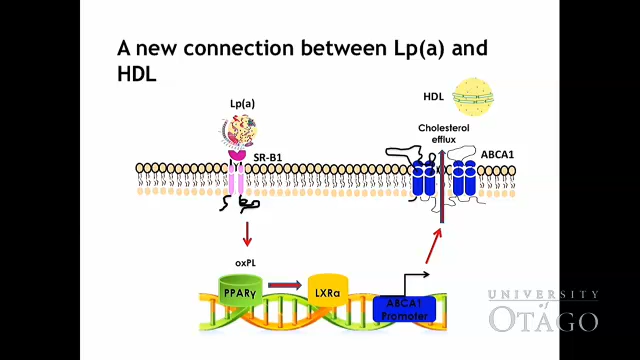 A new connection between Lp(a) and
HDL
HDL
Lp(a)
Cholesterol
efflux
SR-B1
ABCA1
oxPL
PPARγ
LXRα
ABCA1
Promoter
UNIVERSITY
of
OTAGO